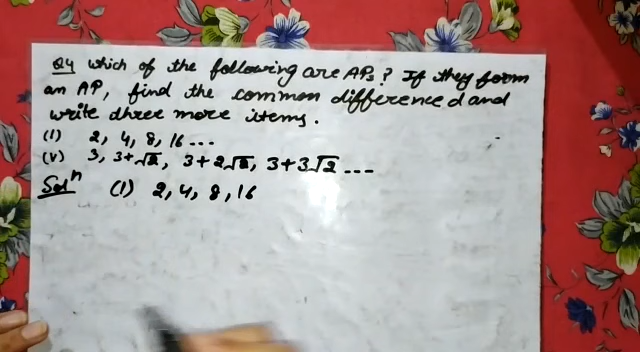 Q4 which of the following are APs? If they form
an AP, find the common difference d and
write three more items.
(I) 2, 4, 8, 16 ...
(V) 3, 3+√2, 3+2√2, 3+3√2 ...
Solⁿ (I) 2, 4, 8, 16